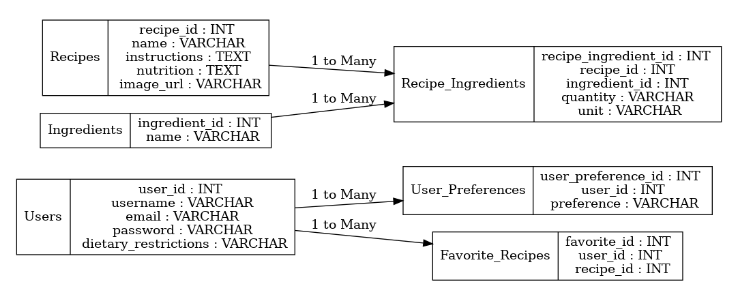 Recipes
recipe_id : INT
name : VARCHAR
instructions : TEXT
nutrition : TEXT
image_url : VARCHAR
1 to Many
Recipe_Ingredients
recipe_ingredient_id : INT
recipe_id : INT
ingredient_id : INT
quantity : VARCHAR
unit : VARCHAR
1 to Many
Ingredients
ingredient_id : INT
name : VARCHAR
Users
user_id : INT
username : VARCHAR
email : VARCHAR
password : VARCHAR
dietary_restrictions : VARCHAR
1 to Many
User_Preferences
user_preference_id : INT
user_id : INT
preference : VARCHAR
1 to Many
Favorite_Recipes
favorite_id : INT
user_id : INT
recipe_id : INT